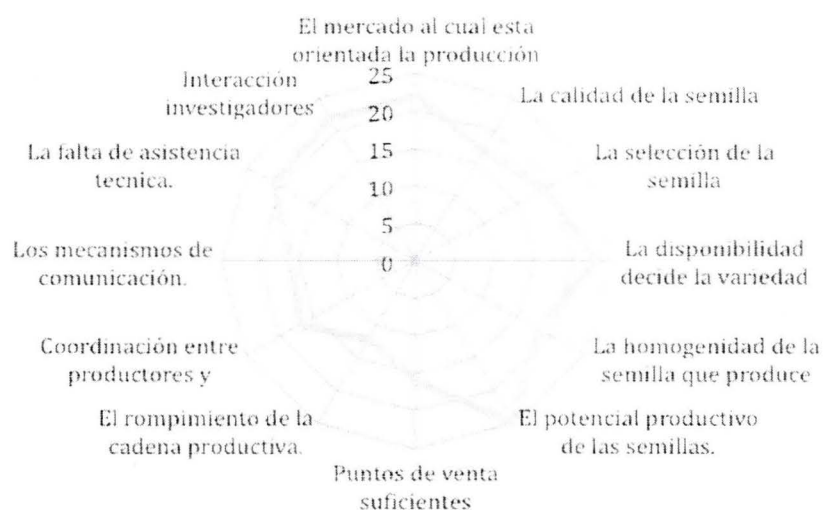 El mercado al cual esta
orientada la producción
La calidad de la semilla
La selección de la
semilla
La disponibilidad
decide la variedad
La homogenidad de la
semilla que produce
El potencial productivo
de las semillas.
Puntos de venta
suficientes
El rompimiento de la
cadena productiva.
Coordinación entre
productores y
Los mecanismos de
comunicación.
La falta de asistencia
tecnica.
Interacción
investigadores
25
20
15
10
5
0